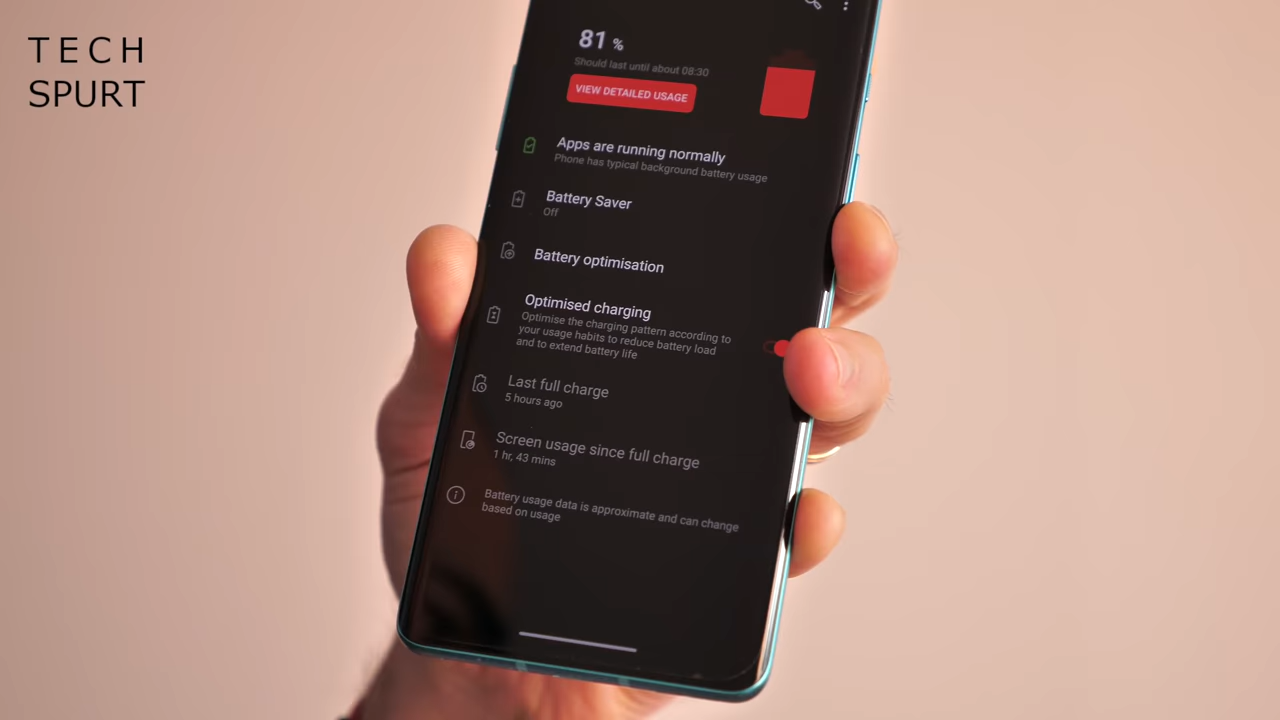 TECH
SPURT
81 %
Should last until about 08:30
VIEW DETAILED USAGE
Apps are running normally
Phone has typical background battery usage
Battery Saver
Off
Battery optimisation
Optimised charging
Optimise the charging pattern according to
your usage habits to reduce battery load
and to extend battery life
Last full charge
5 hours ago
Screen usage since full charge
1 hr, 43 mins
Battery usage data is approximate and can change
based on usage